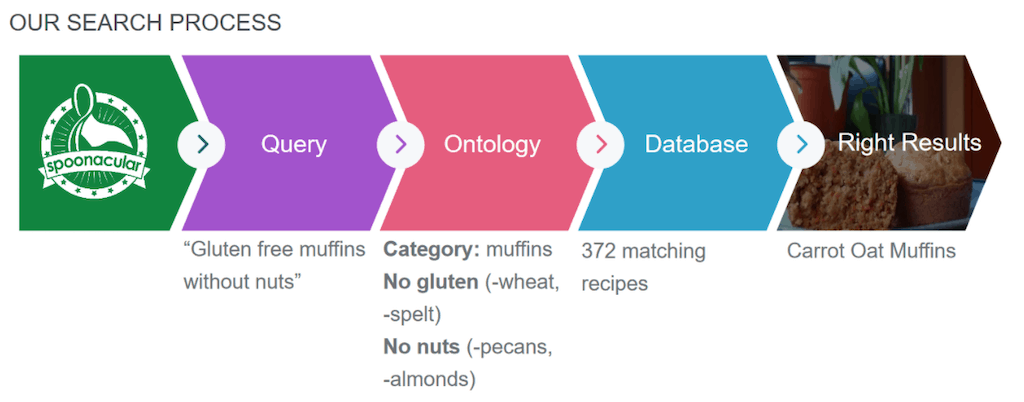 OUR SEARCH PROCESS
spoonacular
Query
Ontology
Database
Right Results
“Gluten free muffins
without nuts”
Category: muffins
No gluten (-wheat,
-spelt)
No nuts (-pecans,
-almonds)
372 matching
recipes
Carrot Oat Muffins